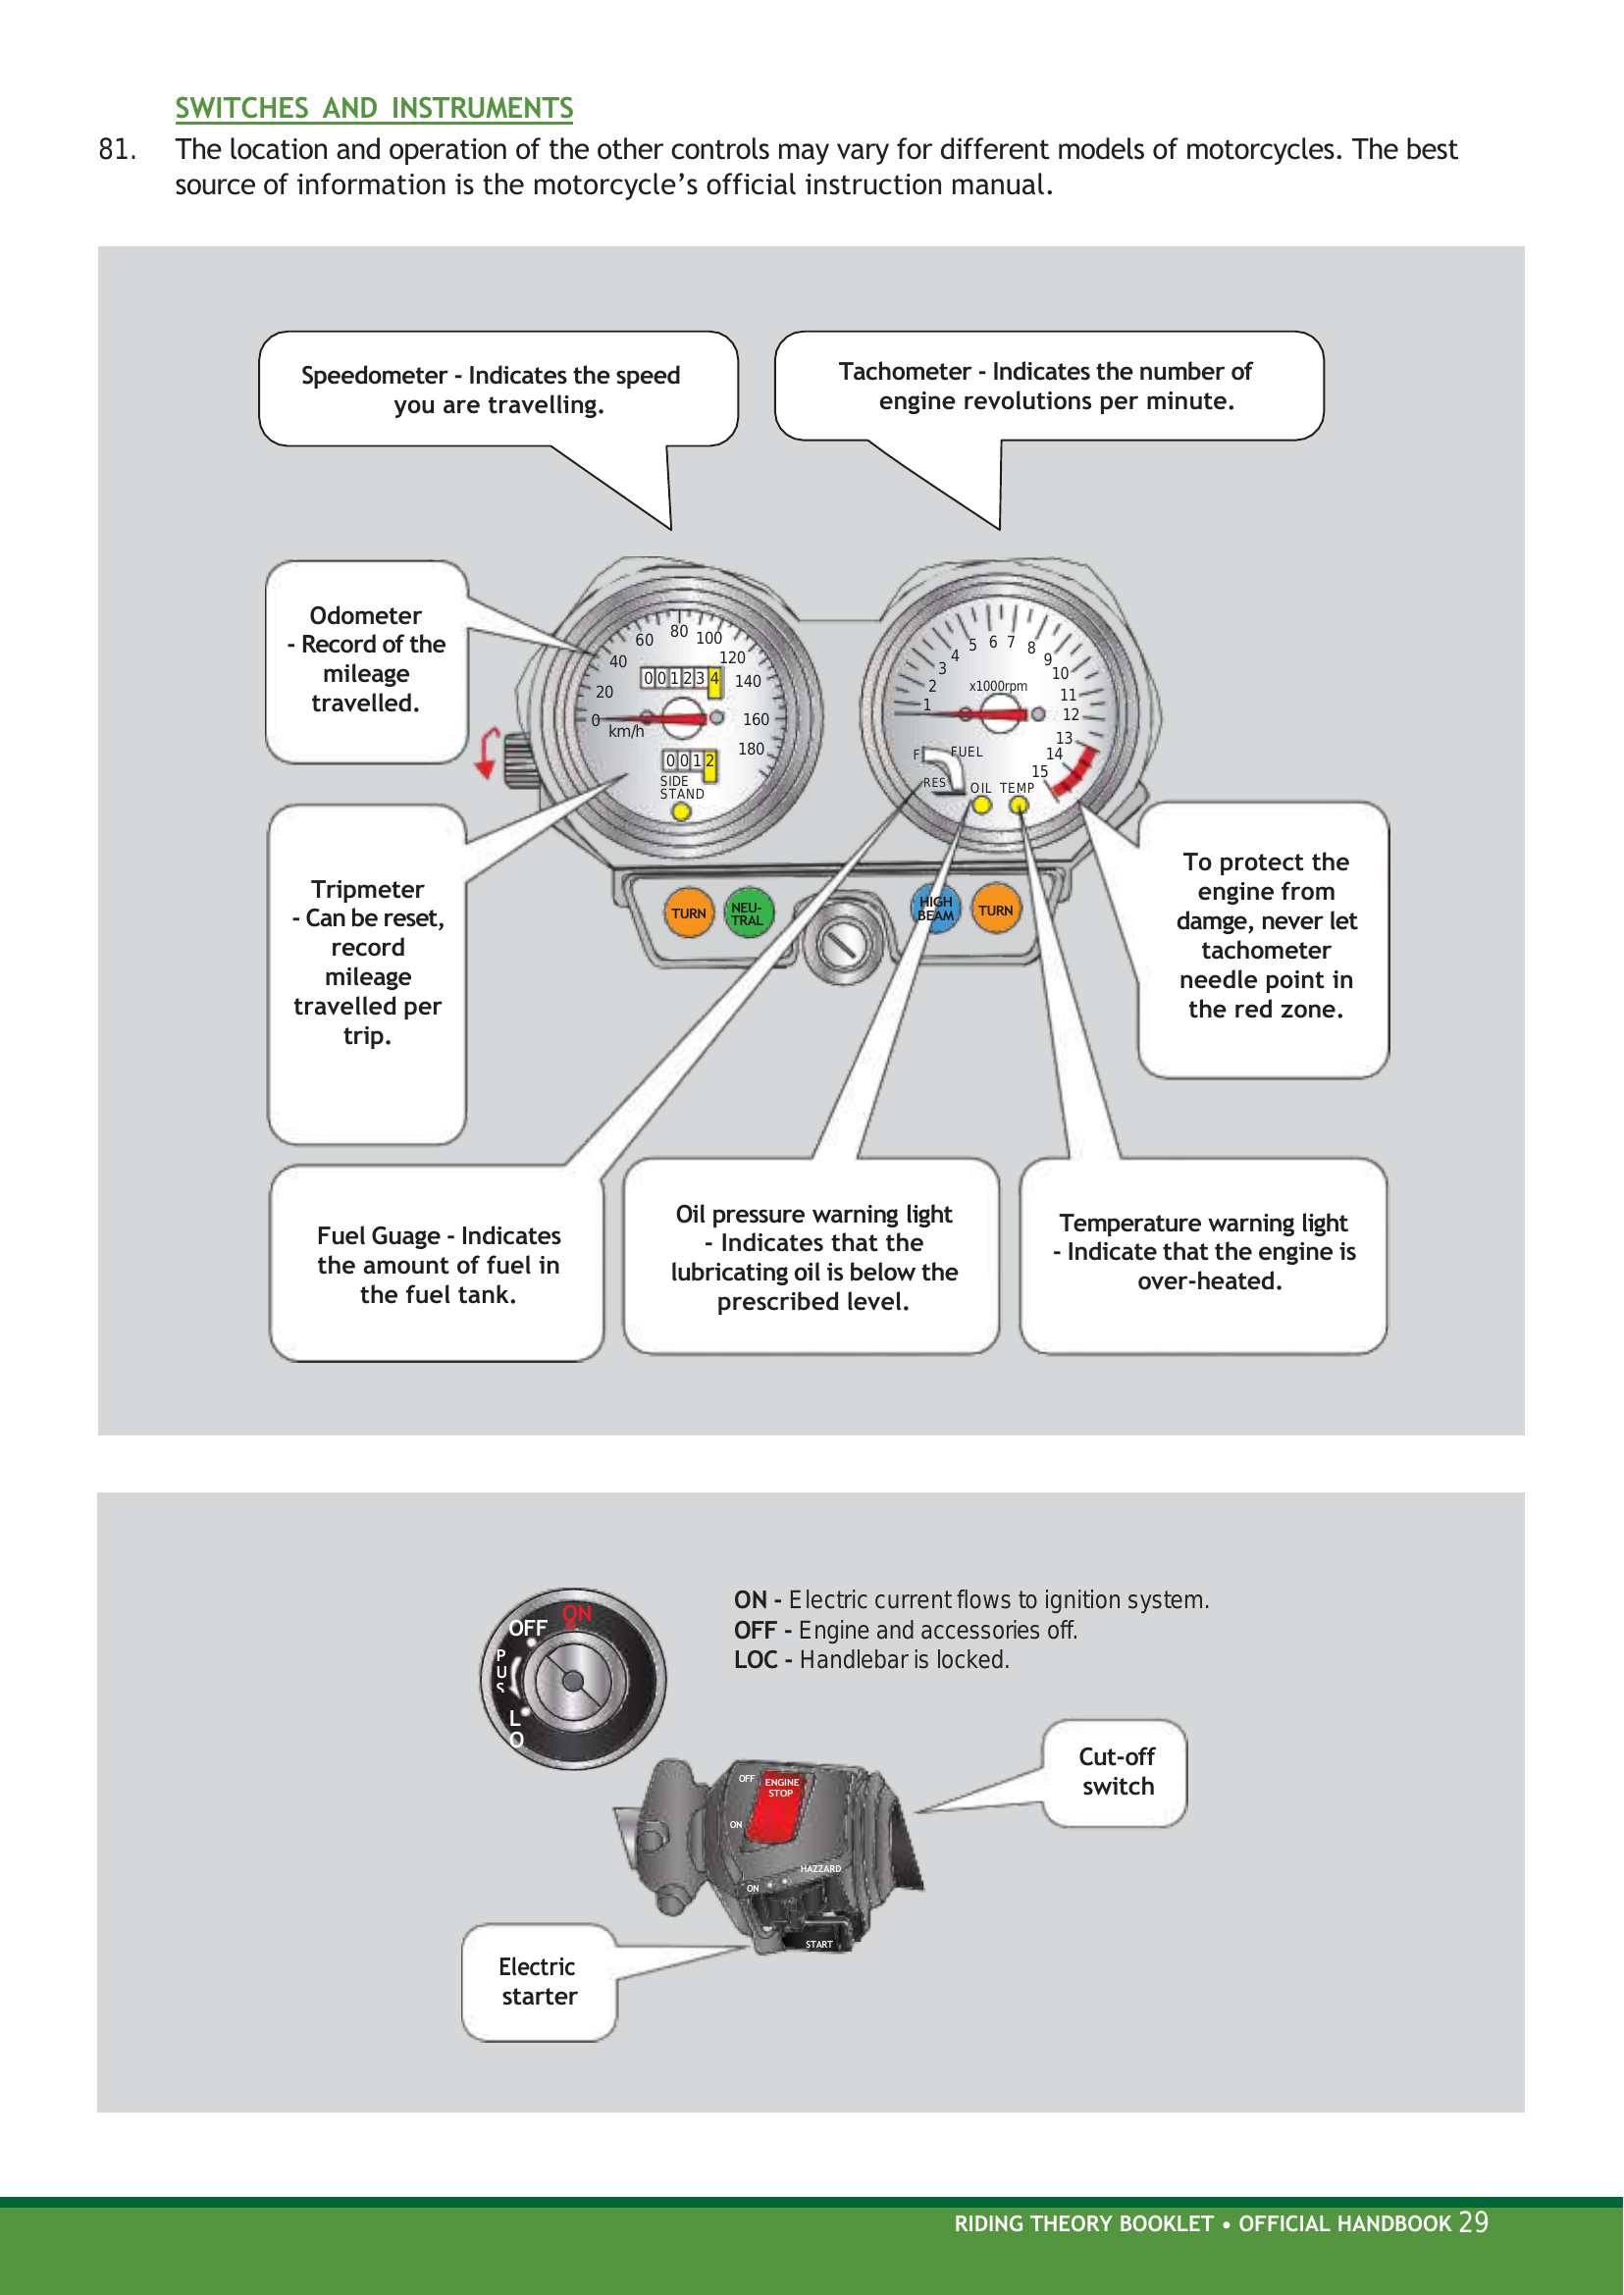 SWITCHES AND INSTRUMENTS
81. The location and operation of the other controls may vary for different models of motorcycles. The best
source of information is the motorcycle’s official instruction manual.
Speedometer - Indicates the speed
you are travelling.
Tachometer - Indicates the number of
engine revolutions per minute.
Odometer
- Record of the
mileage
travelled.
0
20
40
60
80
100
120
140
160
180
001234
km/h
0012
SIDE
STAND
1
2
3
4
5
6
7
8
9
10
11
12
13
14
15
x1000rpm
F
FUEL
RES
OIL TEMP
Tripmeter
- Can be reset,
record
mileage
travelled per
trip.
TURN
NEU-
TRAL
HIGH
BEAM
TURN
To protect the
engine from
damge, never let
tachometer
needle point in
the red zone.
Fuel Guage - Indicates
the amount of fuel in
the fuel tank.
Oil pressure warning light
- Indicates that the
lubricating oil is below the
prescribed level.
Temperature warning light
- Indicate that the engine is
over-heated.
OFF
ON
P
U
S
L
O
ON - Electric current flows to ignition system.
OFF - Engine and accessories off.
LOC - Handlebar is locked.
Cut-off
switch
OFF
ENGINE
STOP
ON
HAZZARD
ON
START
Electric
starter
RIDING THEORY BOOKLET • OFFICIAL HANDBOOK 29